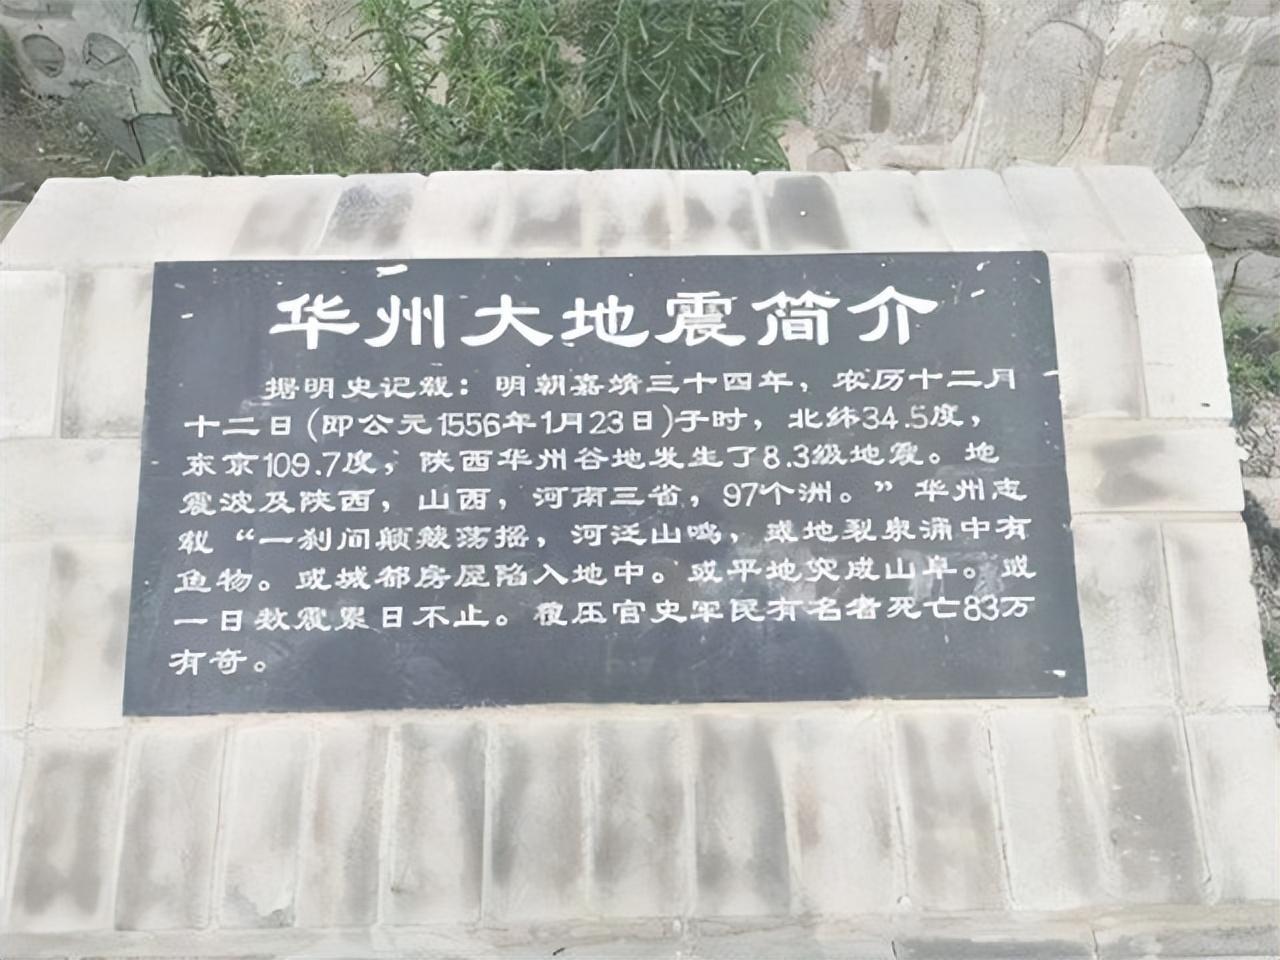 华州大地震简介
据明史记载：明朝嘉靖三十四年，农历十二月
十二日(即公元1556年1月23日)子时，北纬34.5度，
东京109.7度，陕西华州谷地发生了8.3级地震。地
震波及陕西，山西，河南三省，97个洲。”华州志
载“一刹间颠簸荡摇，河泛山鸣，或地裂泉涌中有
鱼物。或城郭房屋陷入地中。或平地突成山阜。或
一日数震累日不止。覆压官史军民有名者死亡83万
有奇。